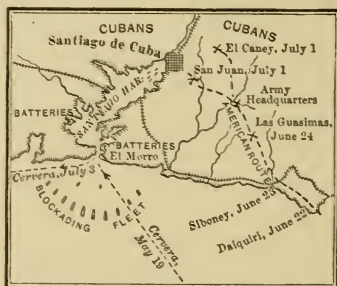 CUBANS
CUBANS
Santiago de Cuba
El Caney, July 1
San Juan, July 1
Army
Headquarters
BATTERIES
SANTIAGO HAR.
AMERICAN ROUTE
Las Guasimas,
June 24
BATTERIES
El Morro
Cervera, July 3
BLOCKADING FLEET
Siboney, June 23
Daiquiri, June 22
Cervera,
May 19